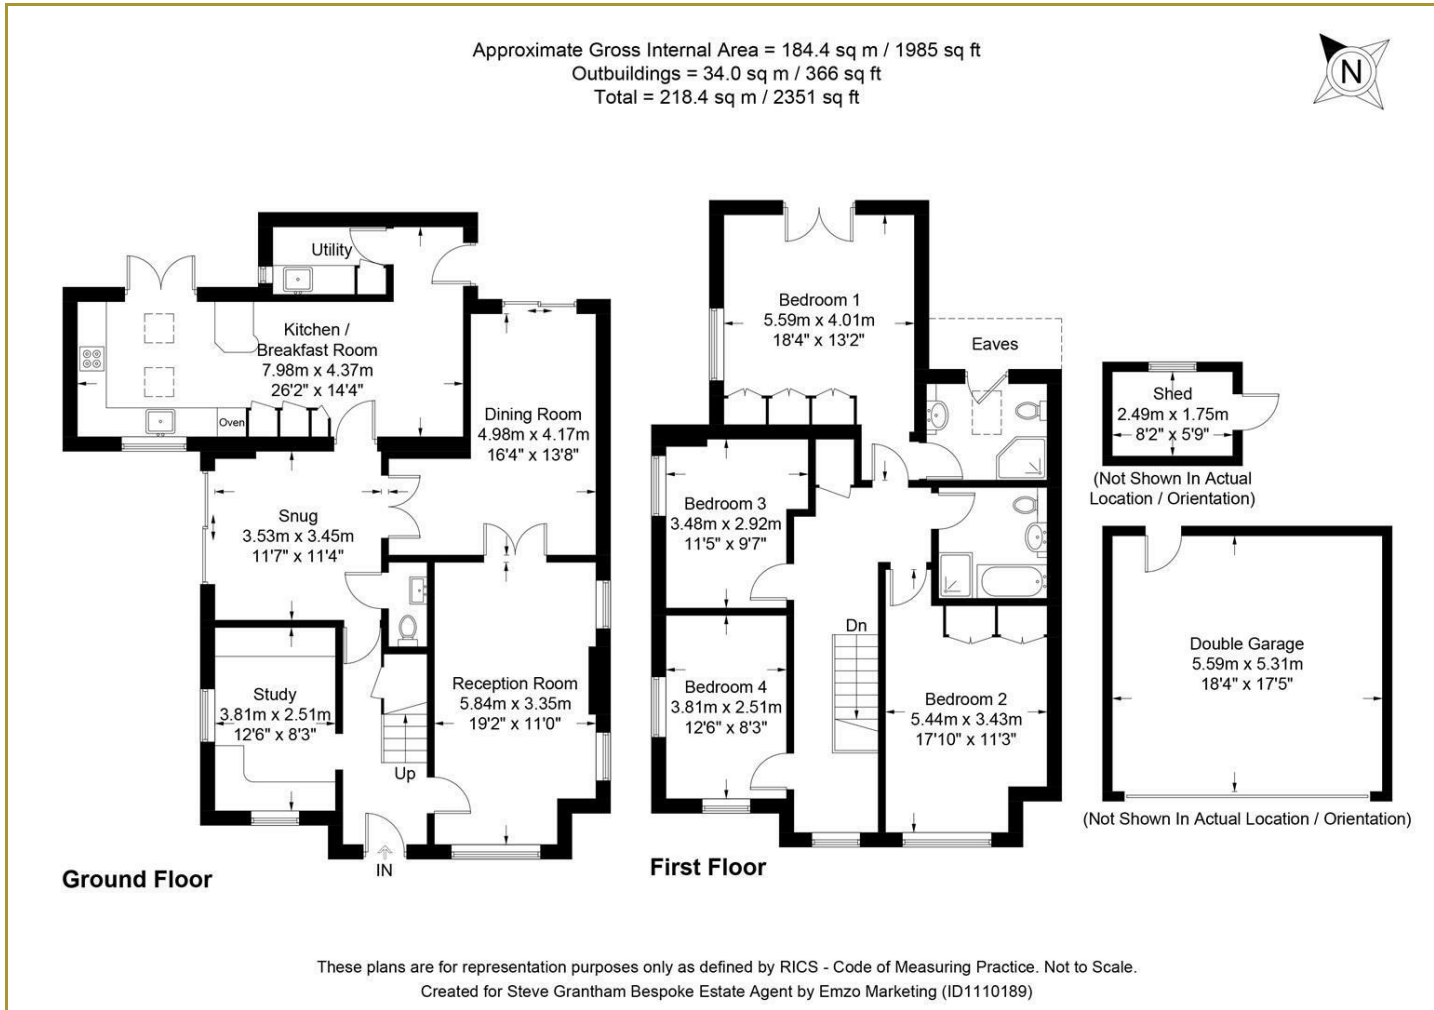 Approximate Gross Internal Area = 184.4 sq m / 1985 sq ft
Outbuildings = 34.0 sq m / 366 sq ft
Total = 218.4 sq m / 2351 sq ft
N
Utility
Kitchen /
Breakfast Room
7.98m x 4.37m
26'2" x 14'4"
Oven
Dining Room
4.98m x 4.17m
16'4" x 13'8"
Snug
3.53m x 3.45m
11'7" x 11'4"
Study
3.81m x 2.51m
12'6" x 8'3"
Reception Room
5.84m x 3.35m
19'2" x 11'0"
Up
IN
Ground Floor
Bedroom 1
5.59m x 4.01m
18'4" x 13'2"
Eaves
Bedroom 3
3.48m x 2.92m
11'5" x 9'7"
Dn
Bedroom 4
3.81m x 2.51m
12'6" x 8'3"
Bedroom 2
5.44m x 3.43m
17'10" x 11'3"
First Floor
Shed
2.49m x 1.75m
8'2" x 5'9"
(Not Shown In Actual
Location / Orientation)
Double Garage
5.59m x 5.31m
18'4" x 17'5"
(Not Shown In Actual Location / Orientation)
These plans are for representation purposes only as defined by RICS - Code of Measuring Practice. Not to Scale.
Created for Steve Grantham Bespoke Estate Agent by Emzo Marketing (ID1110189)